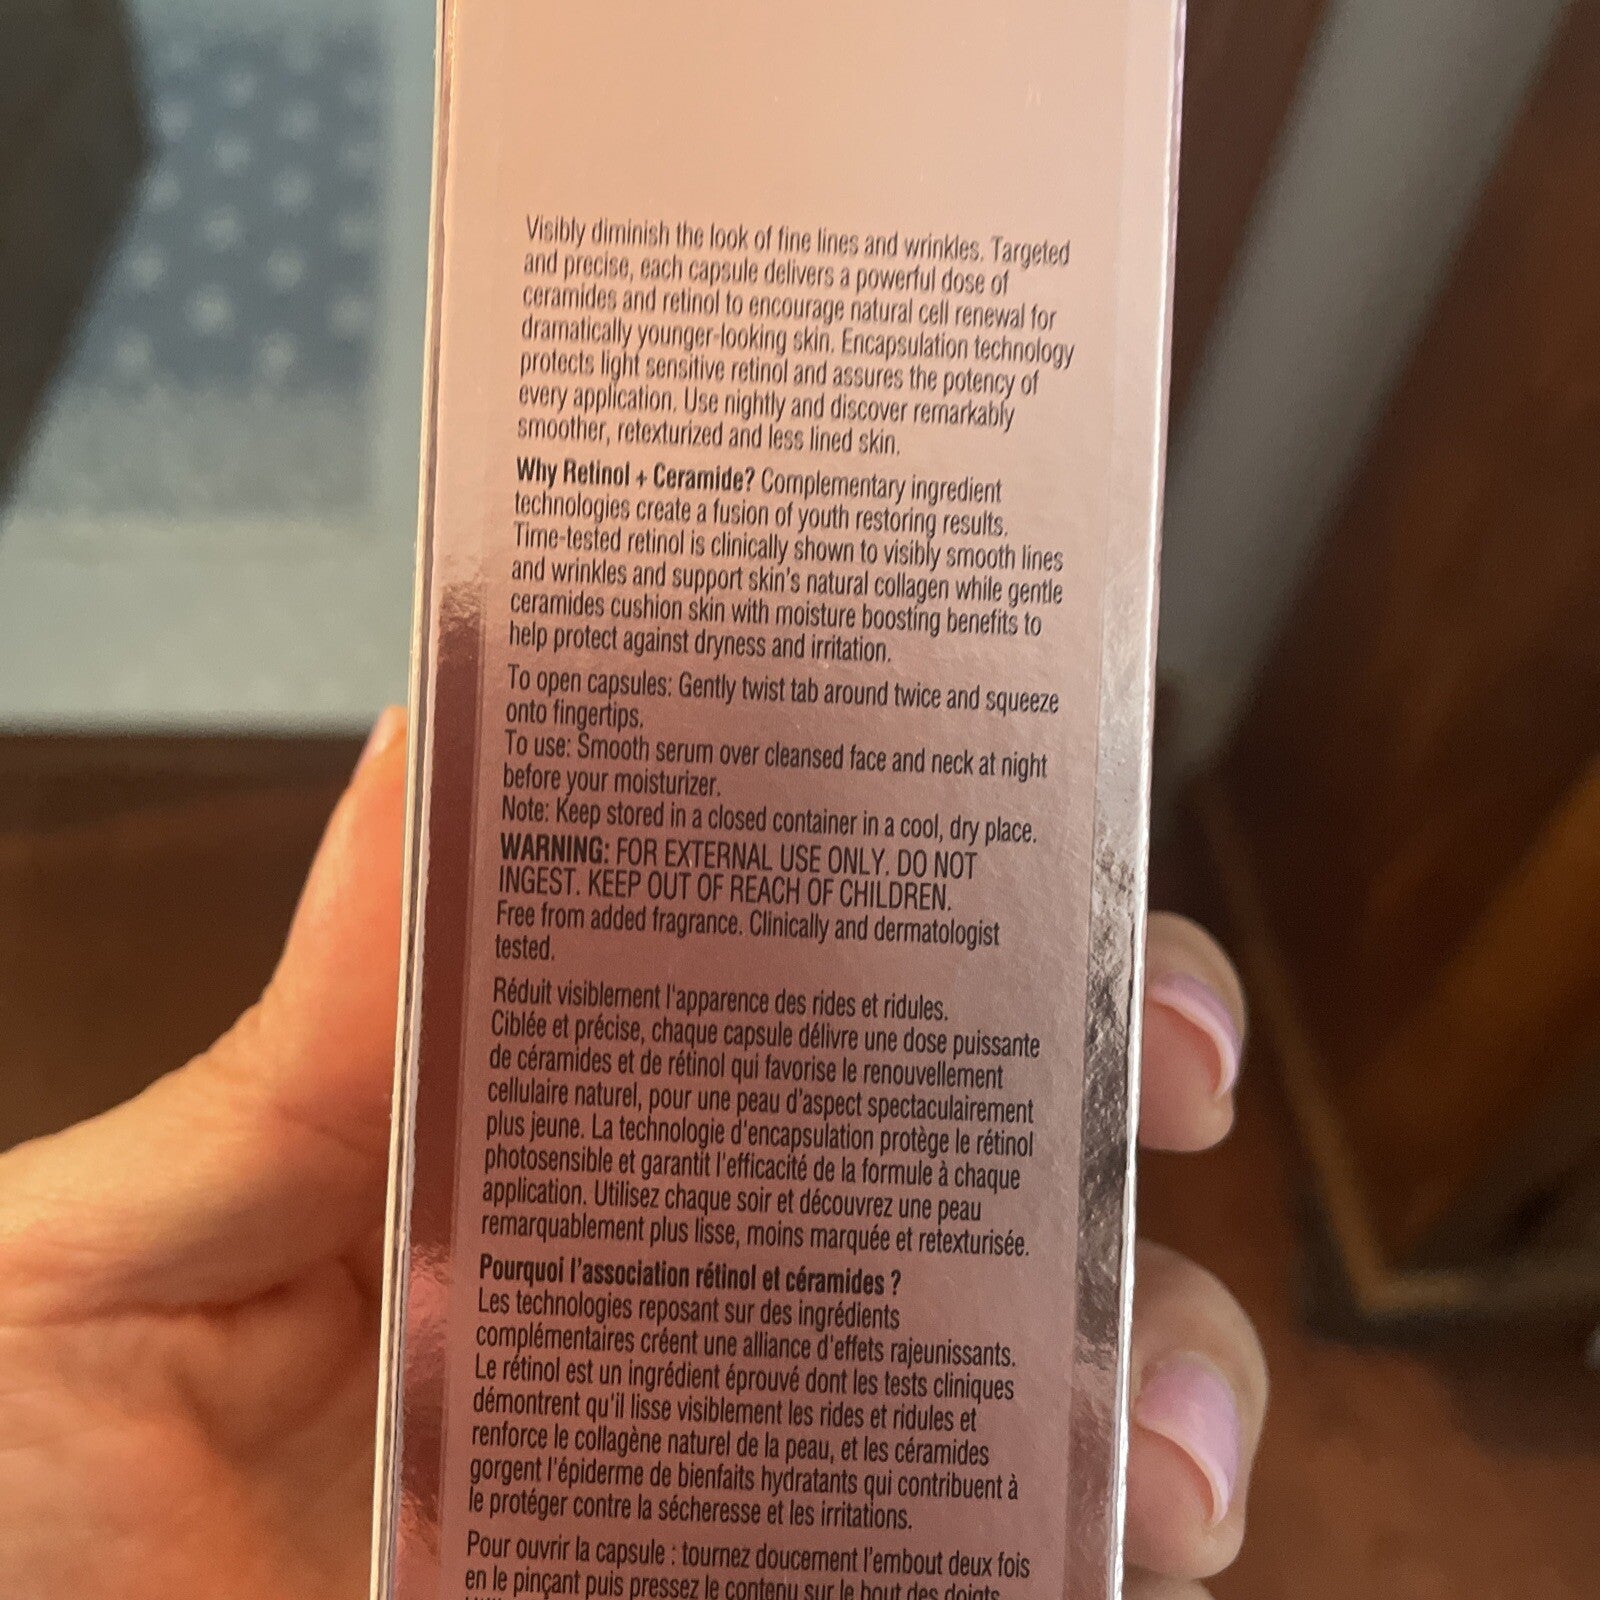 Visibly diminish the look of fine lines and wrinkles. Targeted
and precise, each capsule delivers a powerful dose of
ceramides and retinol to encourage natural cell renewal for
dramatically younger-looking skin. Encapsulation technology
protects light sensitive retinol and assures the potency of
every application. Use nightly and discover remarkably
smoother, retexturized and less lined skin.
Why Retinol + Ceramide? Complementary ingredient
technologies create a fusion of youth restoring results.
Time-tested retinol is clinically shown to visibly smooth lines
and wrinkles and support skin's natural collagen while gentle
ceramides cushion skin with moisture boosting benefits to
help protect against dryness and irritation.
To open capsules: Gently twist tab around twice and squeeze
onto fingertips.
To use: Smooth serum over cleansed face and neck at night
before your moisturizer.
Note: Keep stored in a closed container in a cool, dry place.
WARNING: FOR EXTERNAL USE ONLY. DO NOT
INGEST. KEEP OUT OF REACH OF CHILDREN.
Free from added fragrance. Clinically and dermatologist
tested.
Réduit visiblement l'apparence des rides et ridules.
Ciblée et précise, chaque capsule délivre une dose puissante
de céramides et de rétinol qui favorise le renouvellement
cellulaire naturel, pour une peau d'aspect spectaculairement
plus jeune. La technologie d'encapsulation protège le rétinol
photosensible et garantit l'efficacité de la formule à chaque
application. Utilisez chaque soir et découvrez une peau
remarquablement plus lisse, moins marquée et retexturisée.
Pourquoi l'association rétinol et céramides ?
Les technologies reposant sur des ingrédients
complémentaires créent une alliance d'effets rajeunissants.
Le rétinol est un ingrédient éprouvé dont les tests cliniques
démontrent qu'il lisse visiblement les rides et ridules et
renforce le collagène naturel de la peau, et les céramides
gorgent l'épiderme de bienfaits hydratants qui contribuent à
le protéger contre la sécheresse et les irritations.
Pour ouvrir la capsule : tournez doucement l'embout deux fois
en le pinçant puis pressez le contenu sur le bout des doigts.